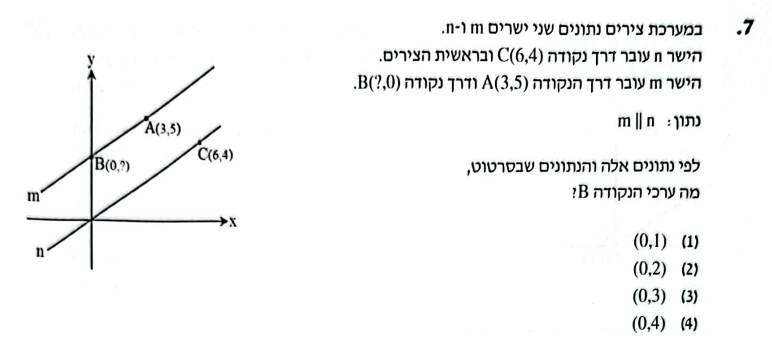 7. במערכת צירים נתונים שני ישרים m ו-n.
הישר n עובר דרך נקודה C(6,4) ובראשית הצירים.
הישר m עובר דרך הנקודה A(3,5) ודרך נקודה B(?,0).
נתון: m || n
לפי נתונים אלה והנתונים שבסרטוט,
מה ערכי הנקודה B?
(1) (0,1)
(2) (0,2)
(3) (0,3)
(4) (0,4)
y
A(3,5)
B(0,?)
C(6,4)
m
x
n